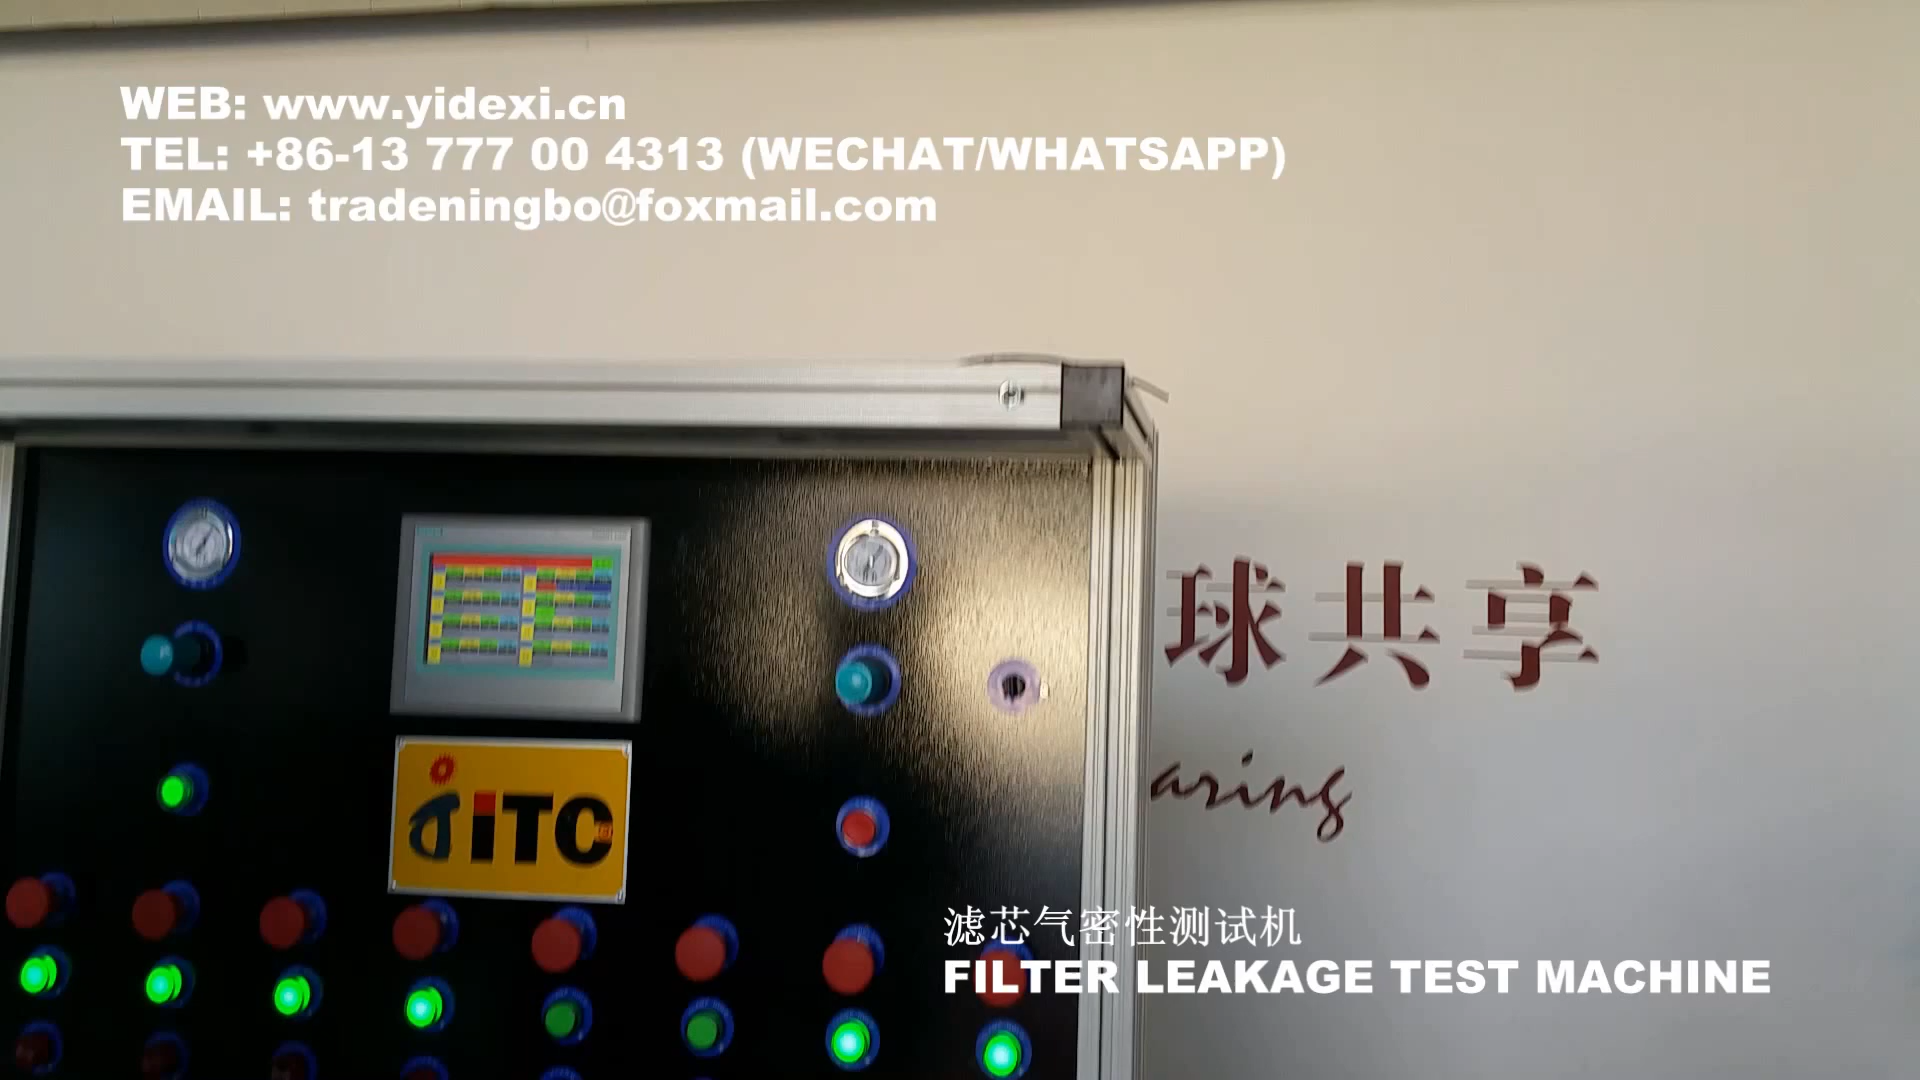 WEB: www.yidexi.cn
TEL: +86-13 777 00 4313 (WECHAT/WHATSAPP)
EMAIL: tradeningbo@foxmail.com
球共享
aring
iTC
滤芯气密性测试机
FILTER LEAKAGE TEST MACHINE